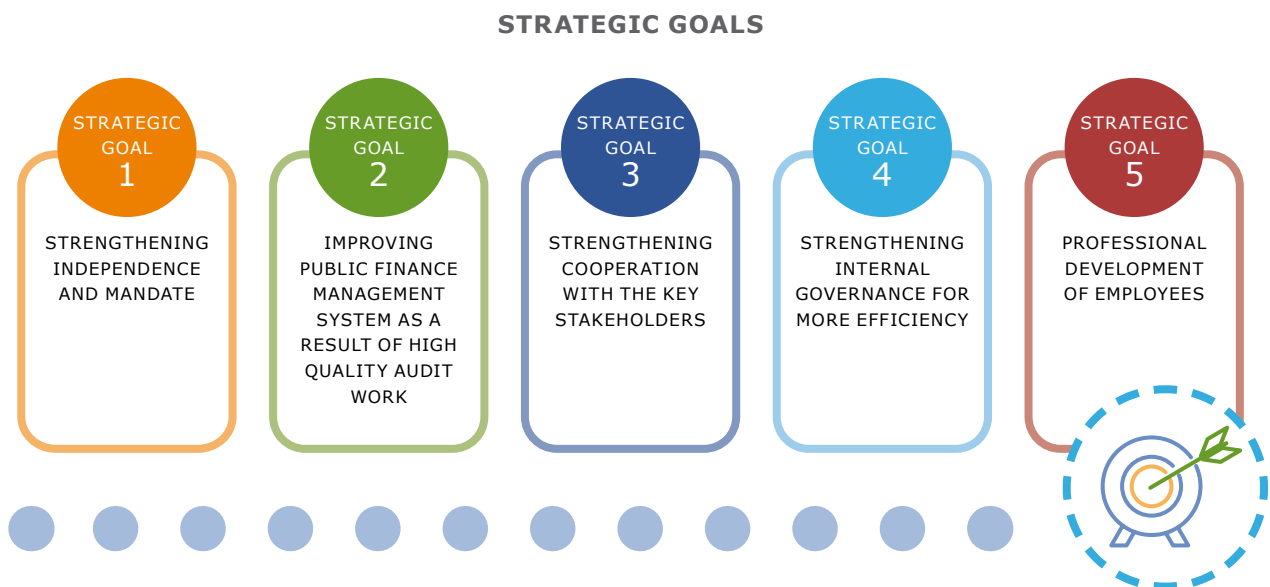 STRATEGIC GOALS
STRATEGIC
GOAL
1
STRENGTHENING
INDEPENDENCE
AND MANDATE
STRATEGIC
GOAL
2
IMPROVING
PUBLIC FINANCE
MANAGEMENT
SYSTEM AS A
RESULT OF HIGH
QUALITY AUDIT
WORK
STRATEGIC
GOAL
3
STRENGTHENING
COOPERATION
WITH THE KEY
STAKEHOLDERS
STRATEGIC
GOAL
4
STRENGTHENING
INTERNAL
GOVERNANCE FOR
MORE EFFICIENCY
STRATEGIC
GOAL
5
PROFESSIONAL
DEVELOPMENT
OF EMPLOYEES